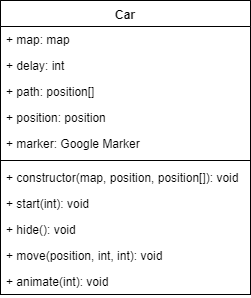 Car
+ map: map
+ delay: int
+ path: position[]
+ position: position
+ marker: Google Marker
+ constructor(map, position, position[]): void
+ start(int): void
+ hide(): void
+ move(position, int, int): void
+ animate(int): void